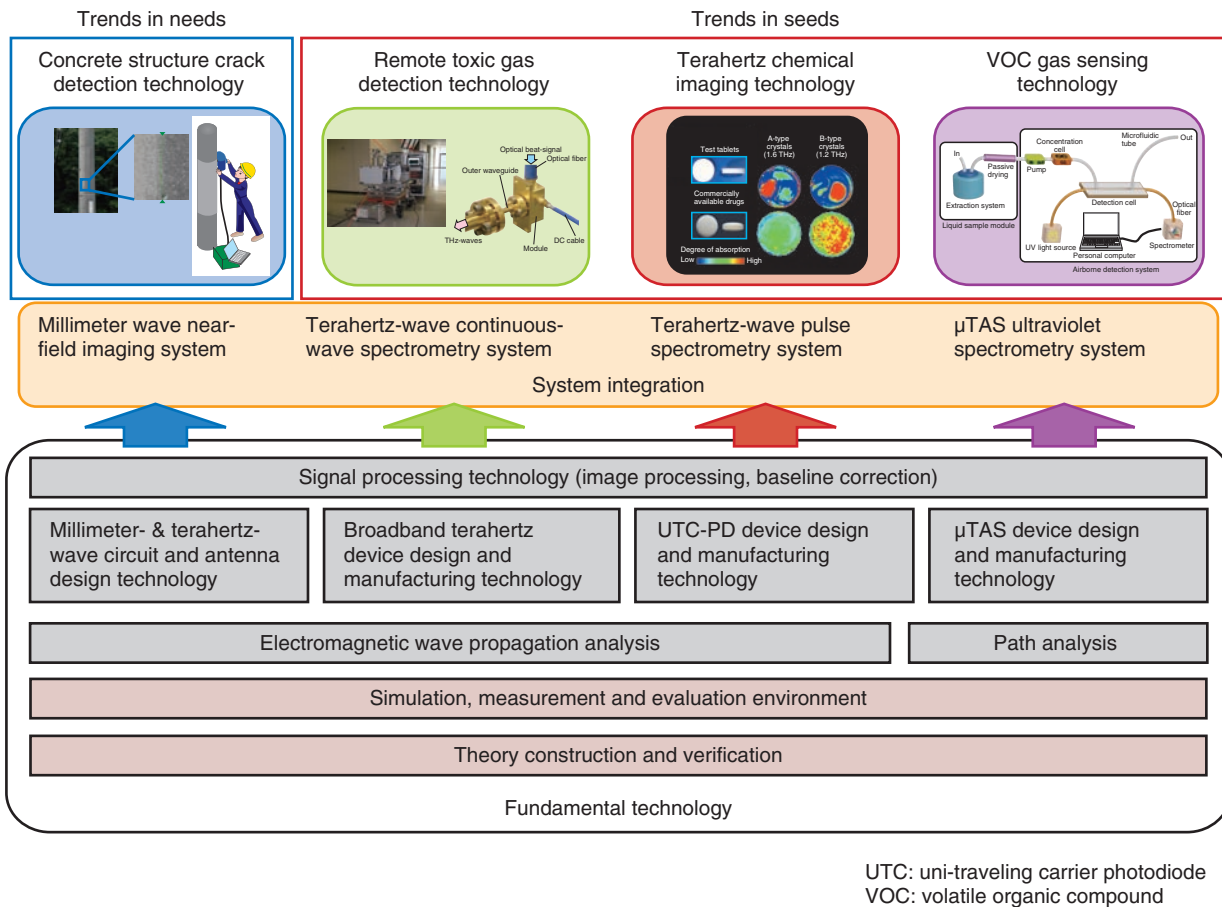 Trends in needs
Trends in seeds
Concrete structure crack
detection technology
Remote toxic gas
detection technology
Optical beat-signal
Optical fiber
Outer waveguide
THz-waves
Module
DC cable
Terahertz chemical
imaging technology
A-type
crystals
(1.6 THz)
B-type
crystals
(1.2 THz)
Test tablets
Commercially
available drugs
Degree of absorption
Low
High
VOC gas sensing
technology
In
Passive
drying
Extraction system
Liquid sample module
Pump
Concentration
cell
Microfluidic
tube
Out
Detection cell
Optical
fiber
UV light source
Personal computer
Spectrometer
Airborne detection system
Millimeter wave near-
field imaging system
Terahertz-wave continuous-
wave spectrometry system
Terahertz-wave pulse
spectrometry system
μTAS ultraviolet
spectrometry system
System integration
Signal processing technology (image processing, baseline correction)
Millimeter- & terahertz-
wave circuit and antenna
design technology
Broadband terahertz
device design and
manufacturing technology
UTC-PD device design
and manufacturing
technology
μTAS device design
and manufacturing
technology
Electromagnetic wave propagation analysis
Path analysis
Simulation, measurement and evaluation environment
Theory construction and verification
Fundamental technology
UTC: uni-traveling carrier photodiode
VOC: volatile organic compound